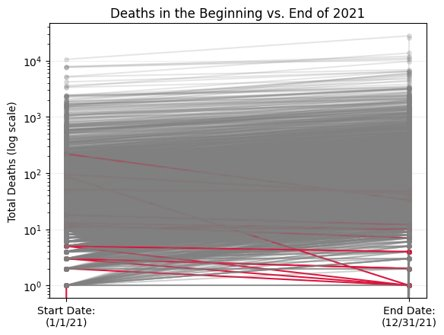 Deaths in the Beginning vs. End of 2021
Total Deaths (log scale)
10⁴
10³
10²
10¹
10⁰
Start Date:
(1/1/21)
End Date:
(12/31/21)